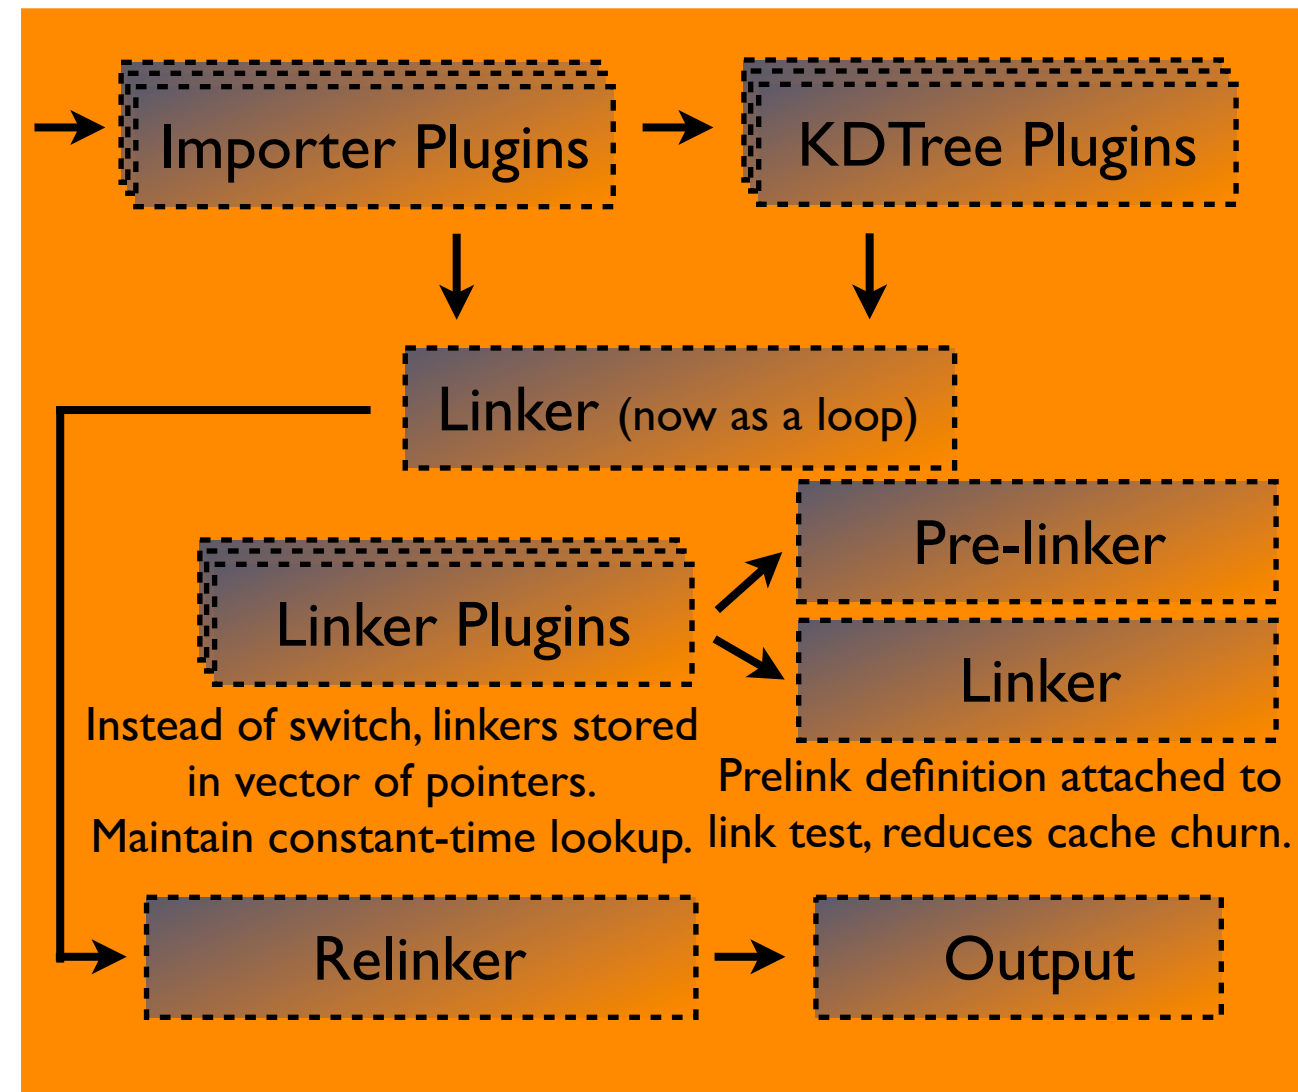 Importer Plugins
KDTree Plugins
Linker (now as a loop)
Pre-linker
Linker Plugins
Linker
Instead of switch, linkers stored
in vector of pointers.
Maintain constant-time lookup.
Prelink definition attached to
link test, reduces cache churn.
Relinker
Output